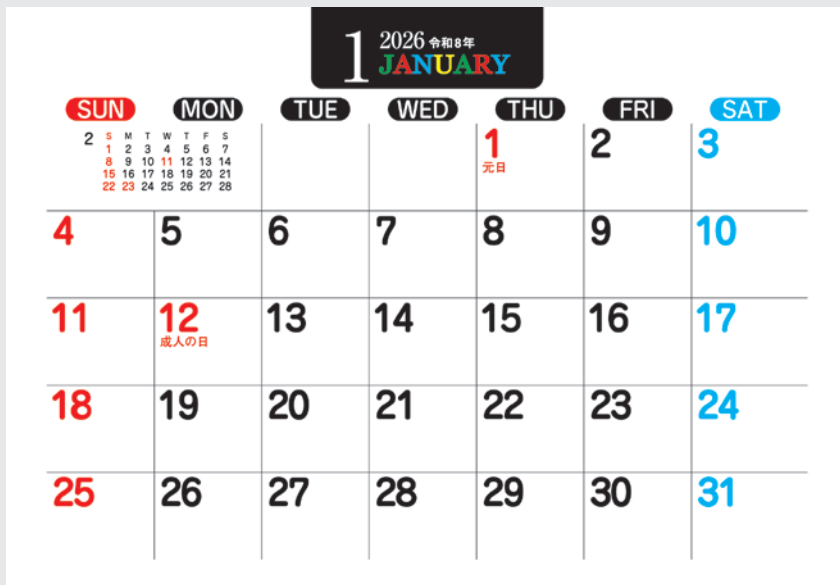 1 2026 令和8年
JANUARY
SUN MON TUE WED THU FRI SAT
2 S M T W T F S
1 2 3 4 5 6 7
8 9 10 11 12 13 14
15 16 17 18 19 20 21
22 23 24 25 26 27 28
1 2 3
元日
4 5 6 7 8 9 10
11 12 13 14 15 16 17
成人の日
18 19 20 21 22 23 24
25 26 27 28 29 30 31